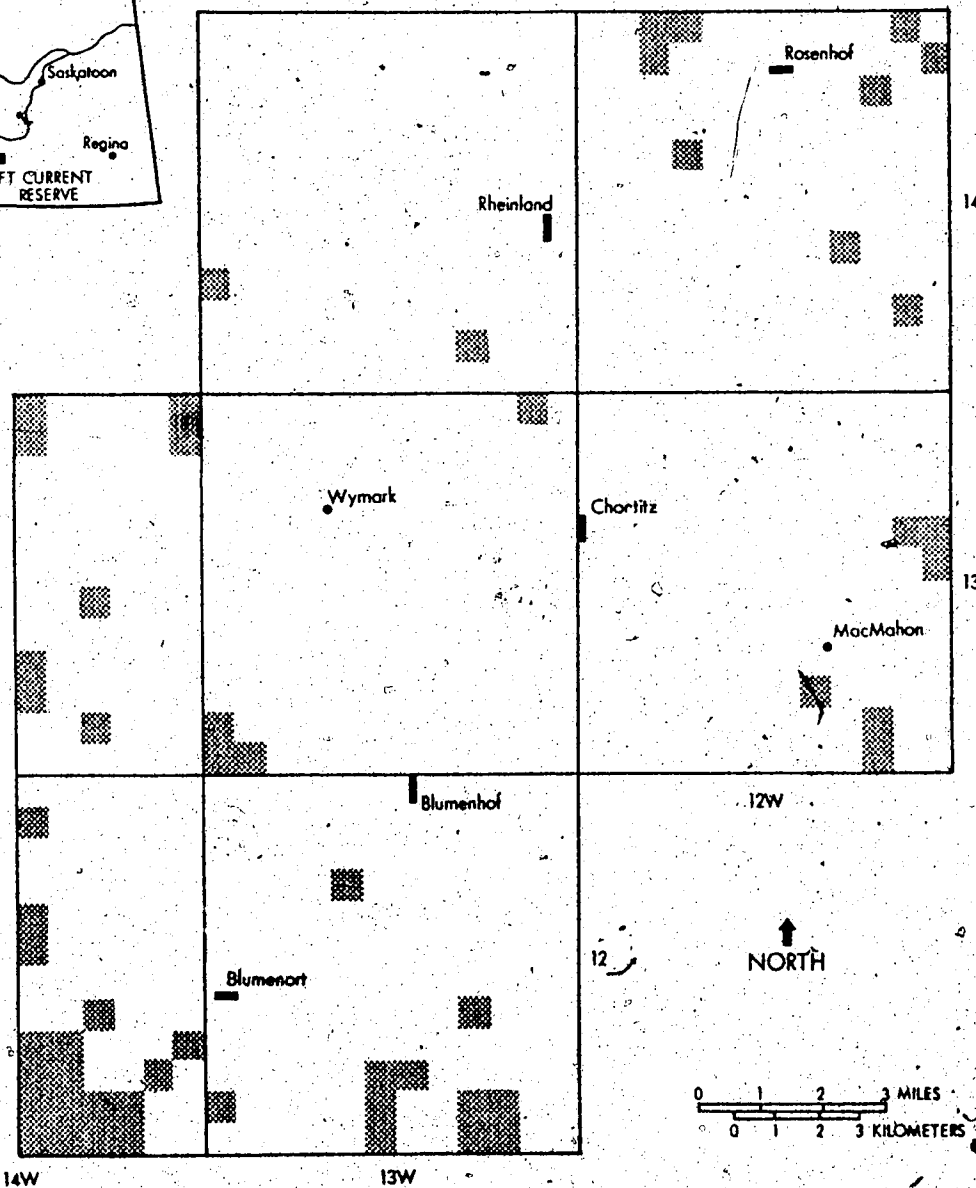 Saskatoon
Regina
FT CURRENT
RESERVE
Rosenhof
Rheinland
14
Wymark
Chortitz
13
MacMahon
12W
Blumenhof
12
NORTH
Blumenort
0 1 2 3 MILES
0 1 2 3 KILOMETERS
14W
13W